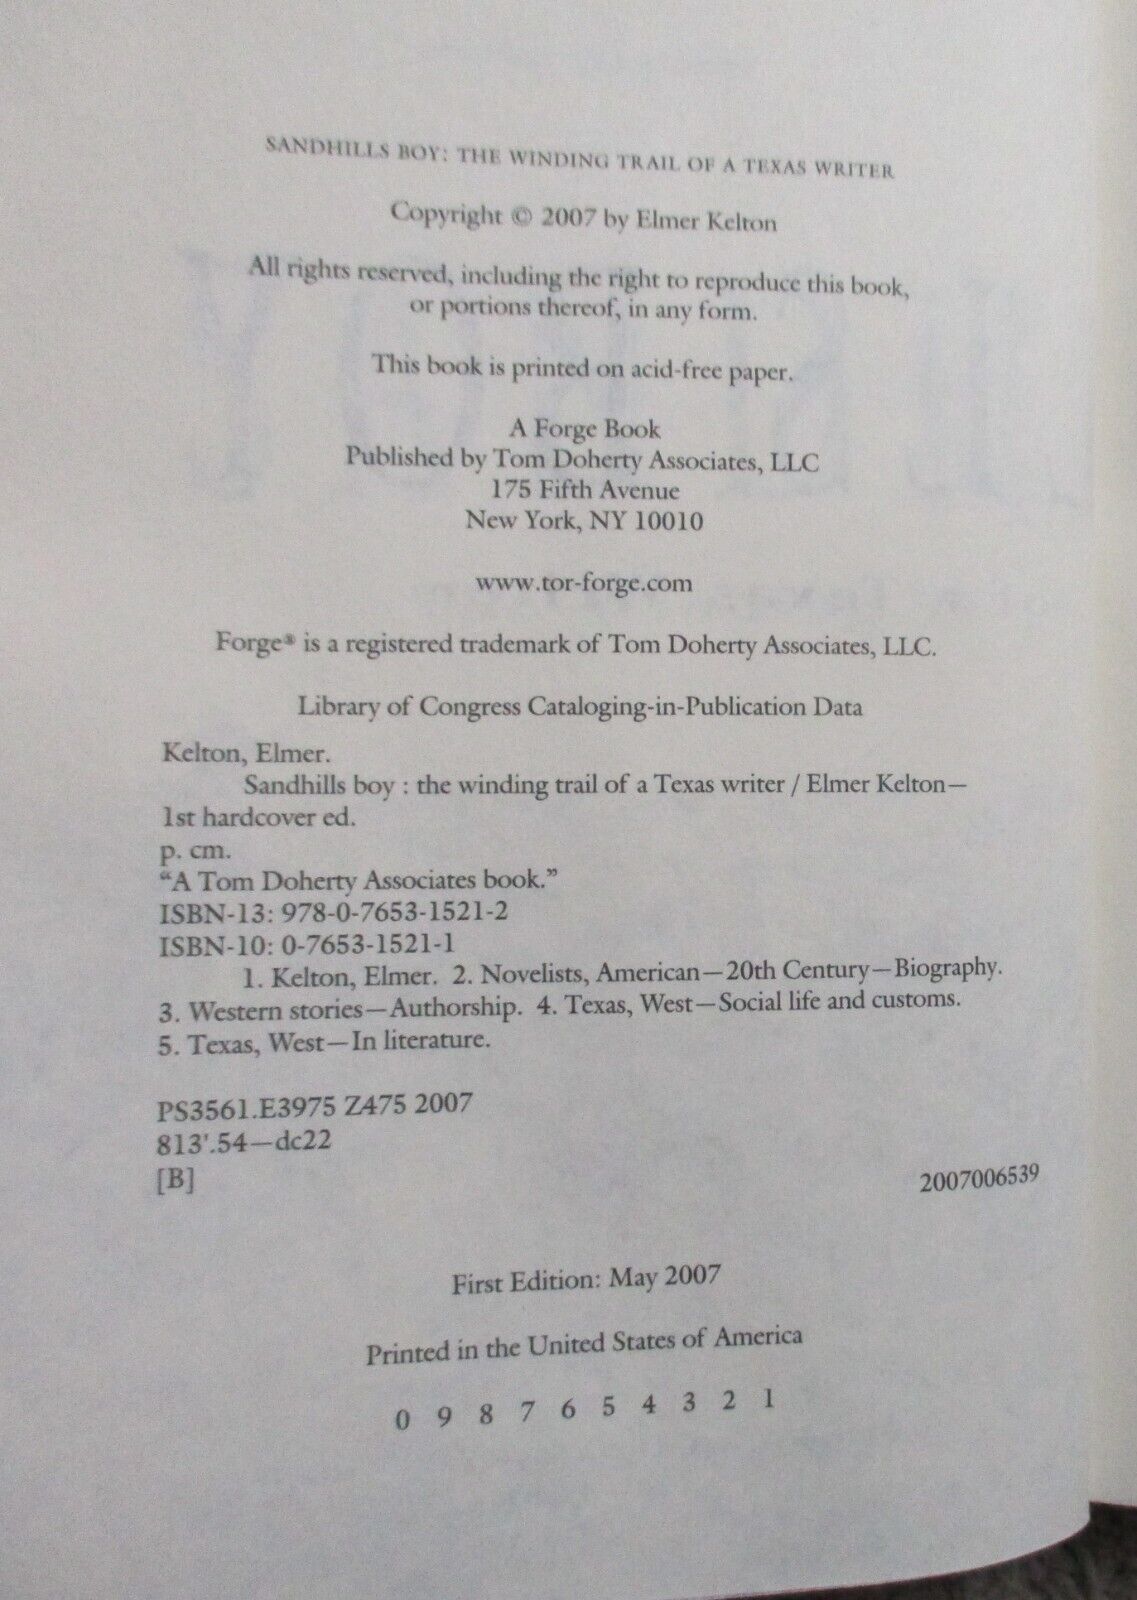 SANDHILLS BOY: THE WINDING TRAIL OF A TEXAS WRITER
Copyright © 2007 by Elmer Kelton
All rights reserved, including the right to reproduce this book,
or portions thereof, in any form.
This book is printed on acid-free paper.
A Forge Book
Published by Tom Doherty Associates, LLC
175 Fifth Avenue
New York, NY 10010
www.tor-forge.com
Forge® is a registered trademark of Tom Doherty Associates, LLC.
Library of Congress Cataloging-in-Publication Data
Kelton, Elmer.
Sandhills boy : the winding trail of a Texas writer / Elmer Kelton—
1st hardcover ed.
p. cm.
“A Tom Doherty Associates book.”
ISBN-13: 978-0-7653-1521-2
ISBN-10: 0-7653-1521-1
1. Kelton, Elmer. 2. Novelists, American—20th Century—Biography.
3. Western stories—Authorship. 4. Texas, West—Social life and customs.
5. Texas, West—In literature.
PS3561.E3975 Z475 2007
813'.54—dc22
[B]
2007006539
First Edition: May 2007
Printed in the United States of America
0 9 8 7 6 5 4 3 2 1